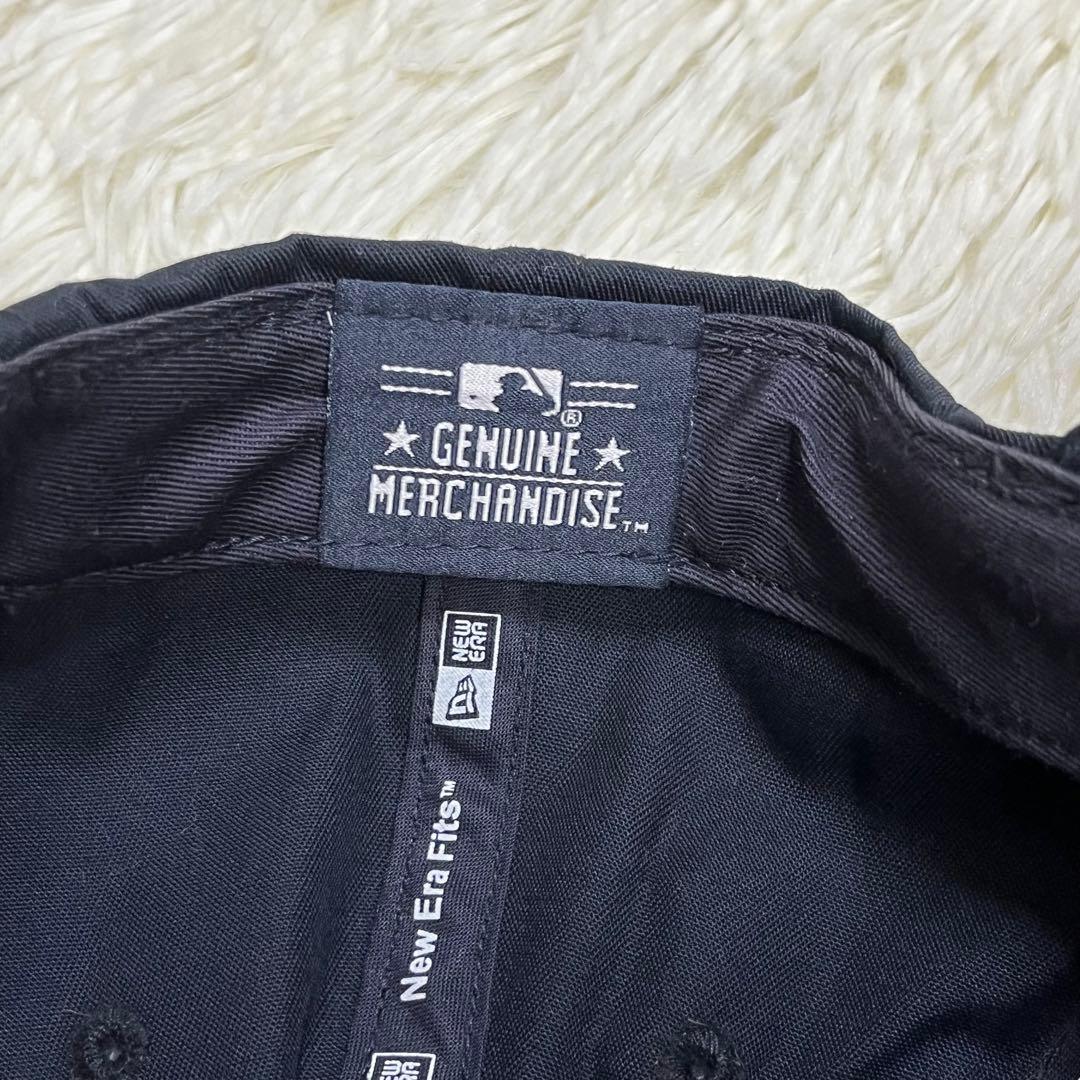 ★ GENUINE ★
MERCHANDISE™
NEW ERA
New Era Fits™
NEW ERA